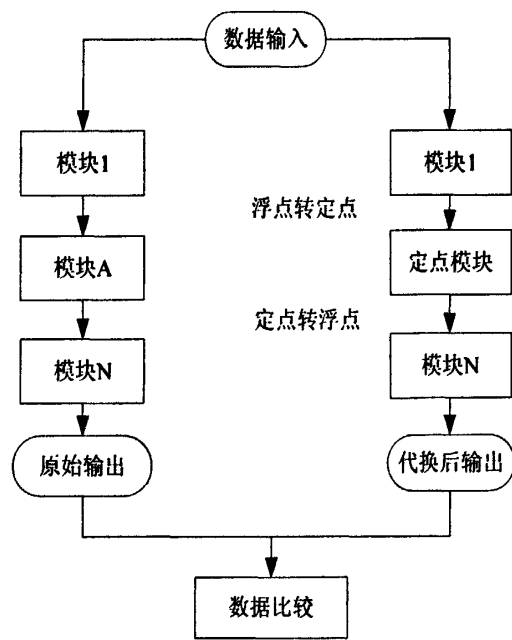 数据输入
模块1
模块1
浮点转定点
模块A
定点模块
定点转浮点
模块N
模块N
原始输出
代换后输出
数据比较